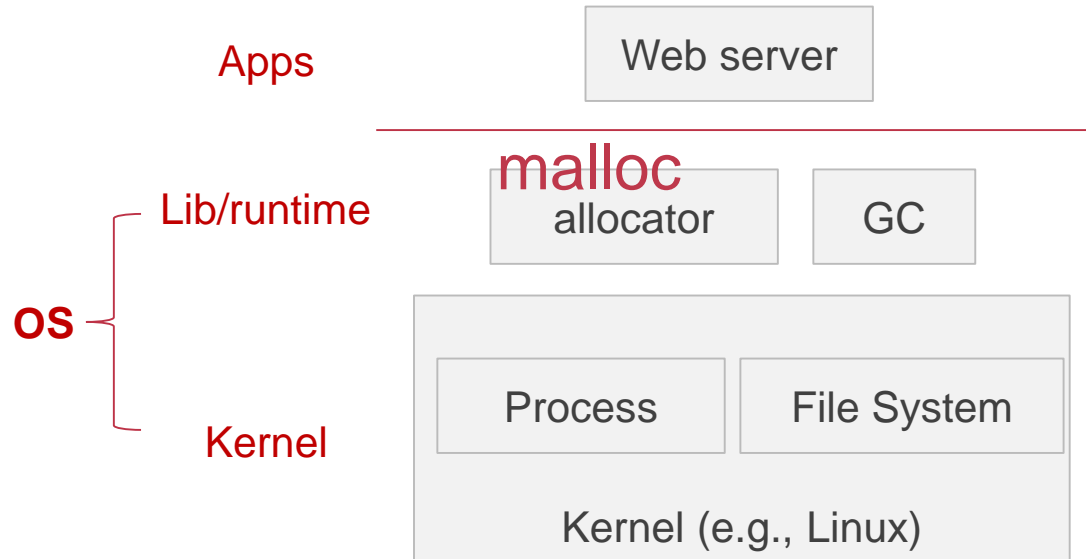 Apps
Web server
malloc
Lib/runtime
allocator
GC
OS
Process
File System
Kernel
Kernel (e.g., Linux)